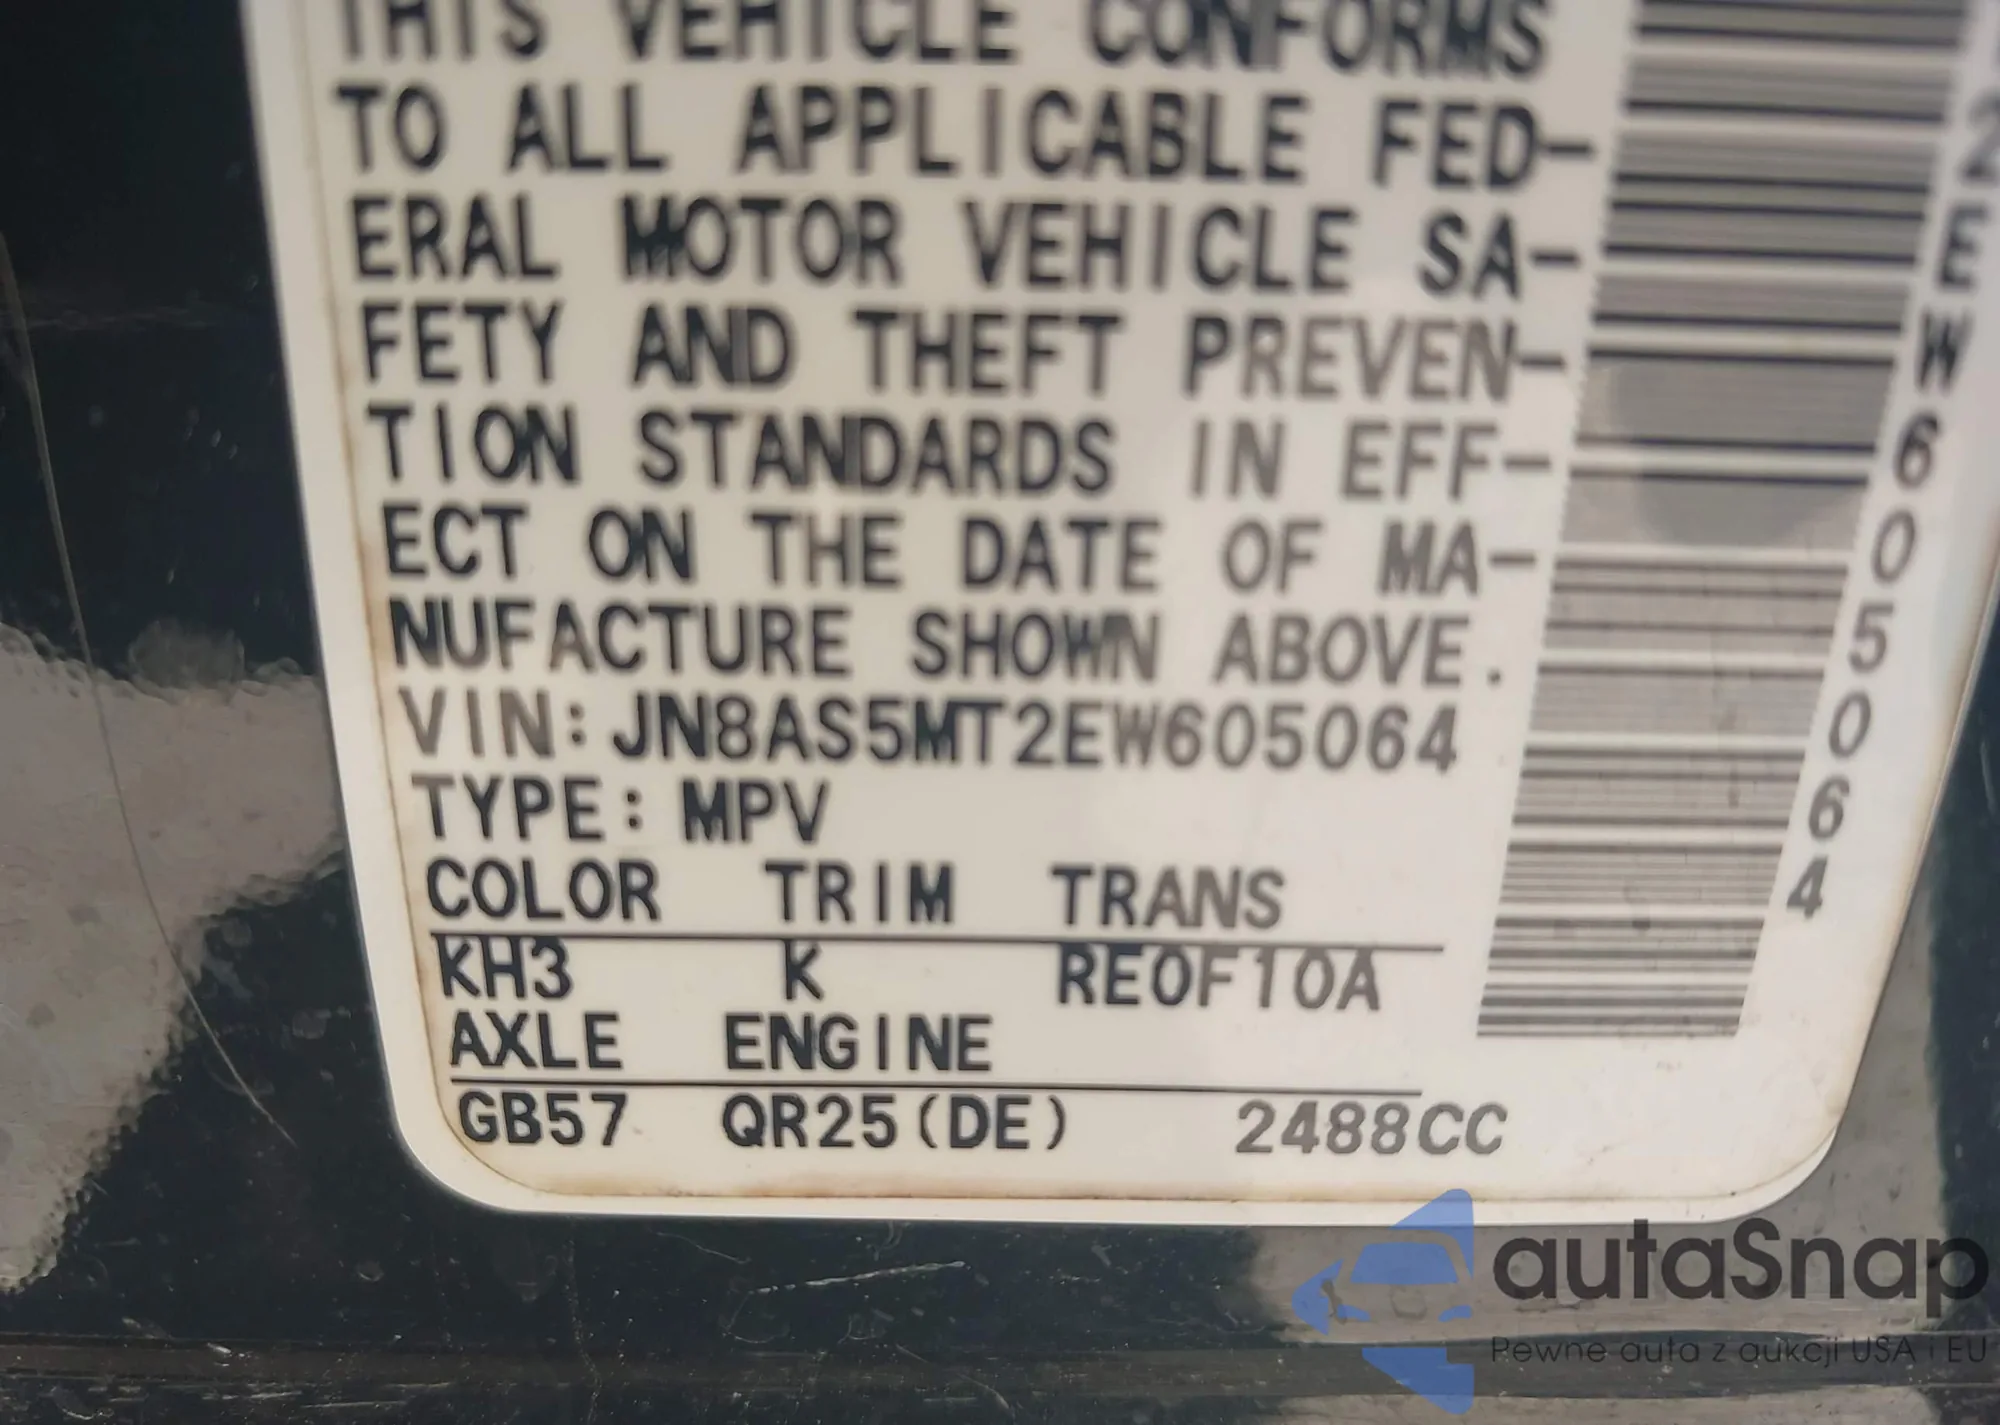 THIS VEHICLE CONFORMS
TO ALL APPLICABLE FED-
ERAL MOTOR VEHICLE SA-
FETY AND THEFT PREVEN-
TION STANDARDS IN EFF-
ECT ON THE DATE OF MA-
NUFACTURE SHOWN ABOVE.
VIN: JN8AS5MT2EW605064
TYPE: MPV
COLOR TRIM TRANS
KH3 K RE0F10A
AXLE ENGINE
GB57 QR25(DE) 2488CC
2EW605064
autaSnap
Pewne auta z aukcji USA i EU